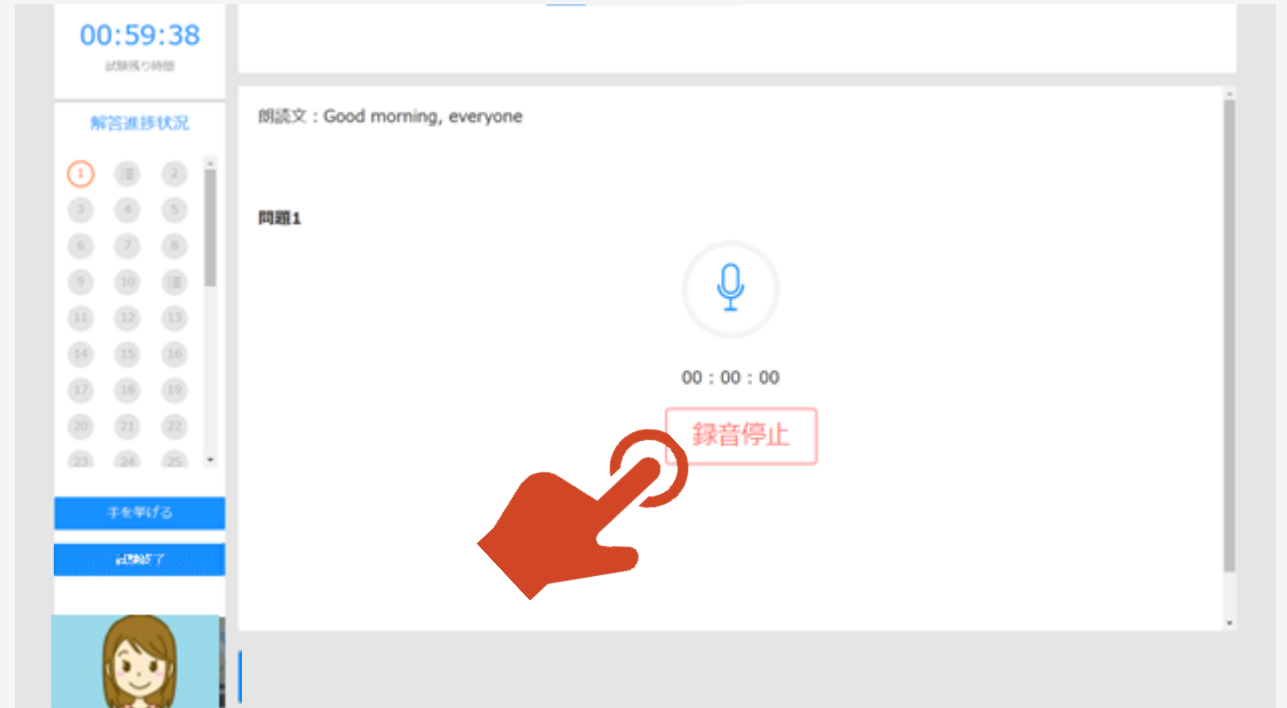 00:59:38
試験残り時間
解答進捗状況
1 2
3 4 5
6 7 8
9 10
11 12 13
14 15 16
17 18 19
20 21 22
23 24 25
手を挙げる
試験終了
朗読文：Good morning, everyone
問題1
00 : 00 : 00
録音停止